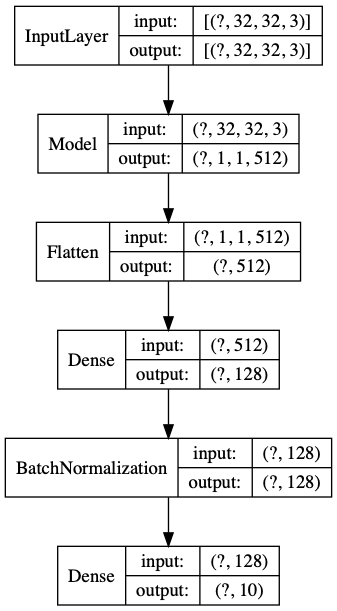 InputLayer
input: [(?, 32, 32, 3)]
output: [(?, 32, 32, 3)]
Model
input: (?, 32, 32, 3)
output: (?, 1, 1, 512)
Flatten
input: (?, 1, 1, 512)
output: (?, 512)
Dense
input: (?, 512)
output: (?, 128)
BatchNormalization
input: (?, 128)
output: (?, 128)
Dense
input: (?, 128)
output: (?, 10)